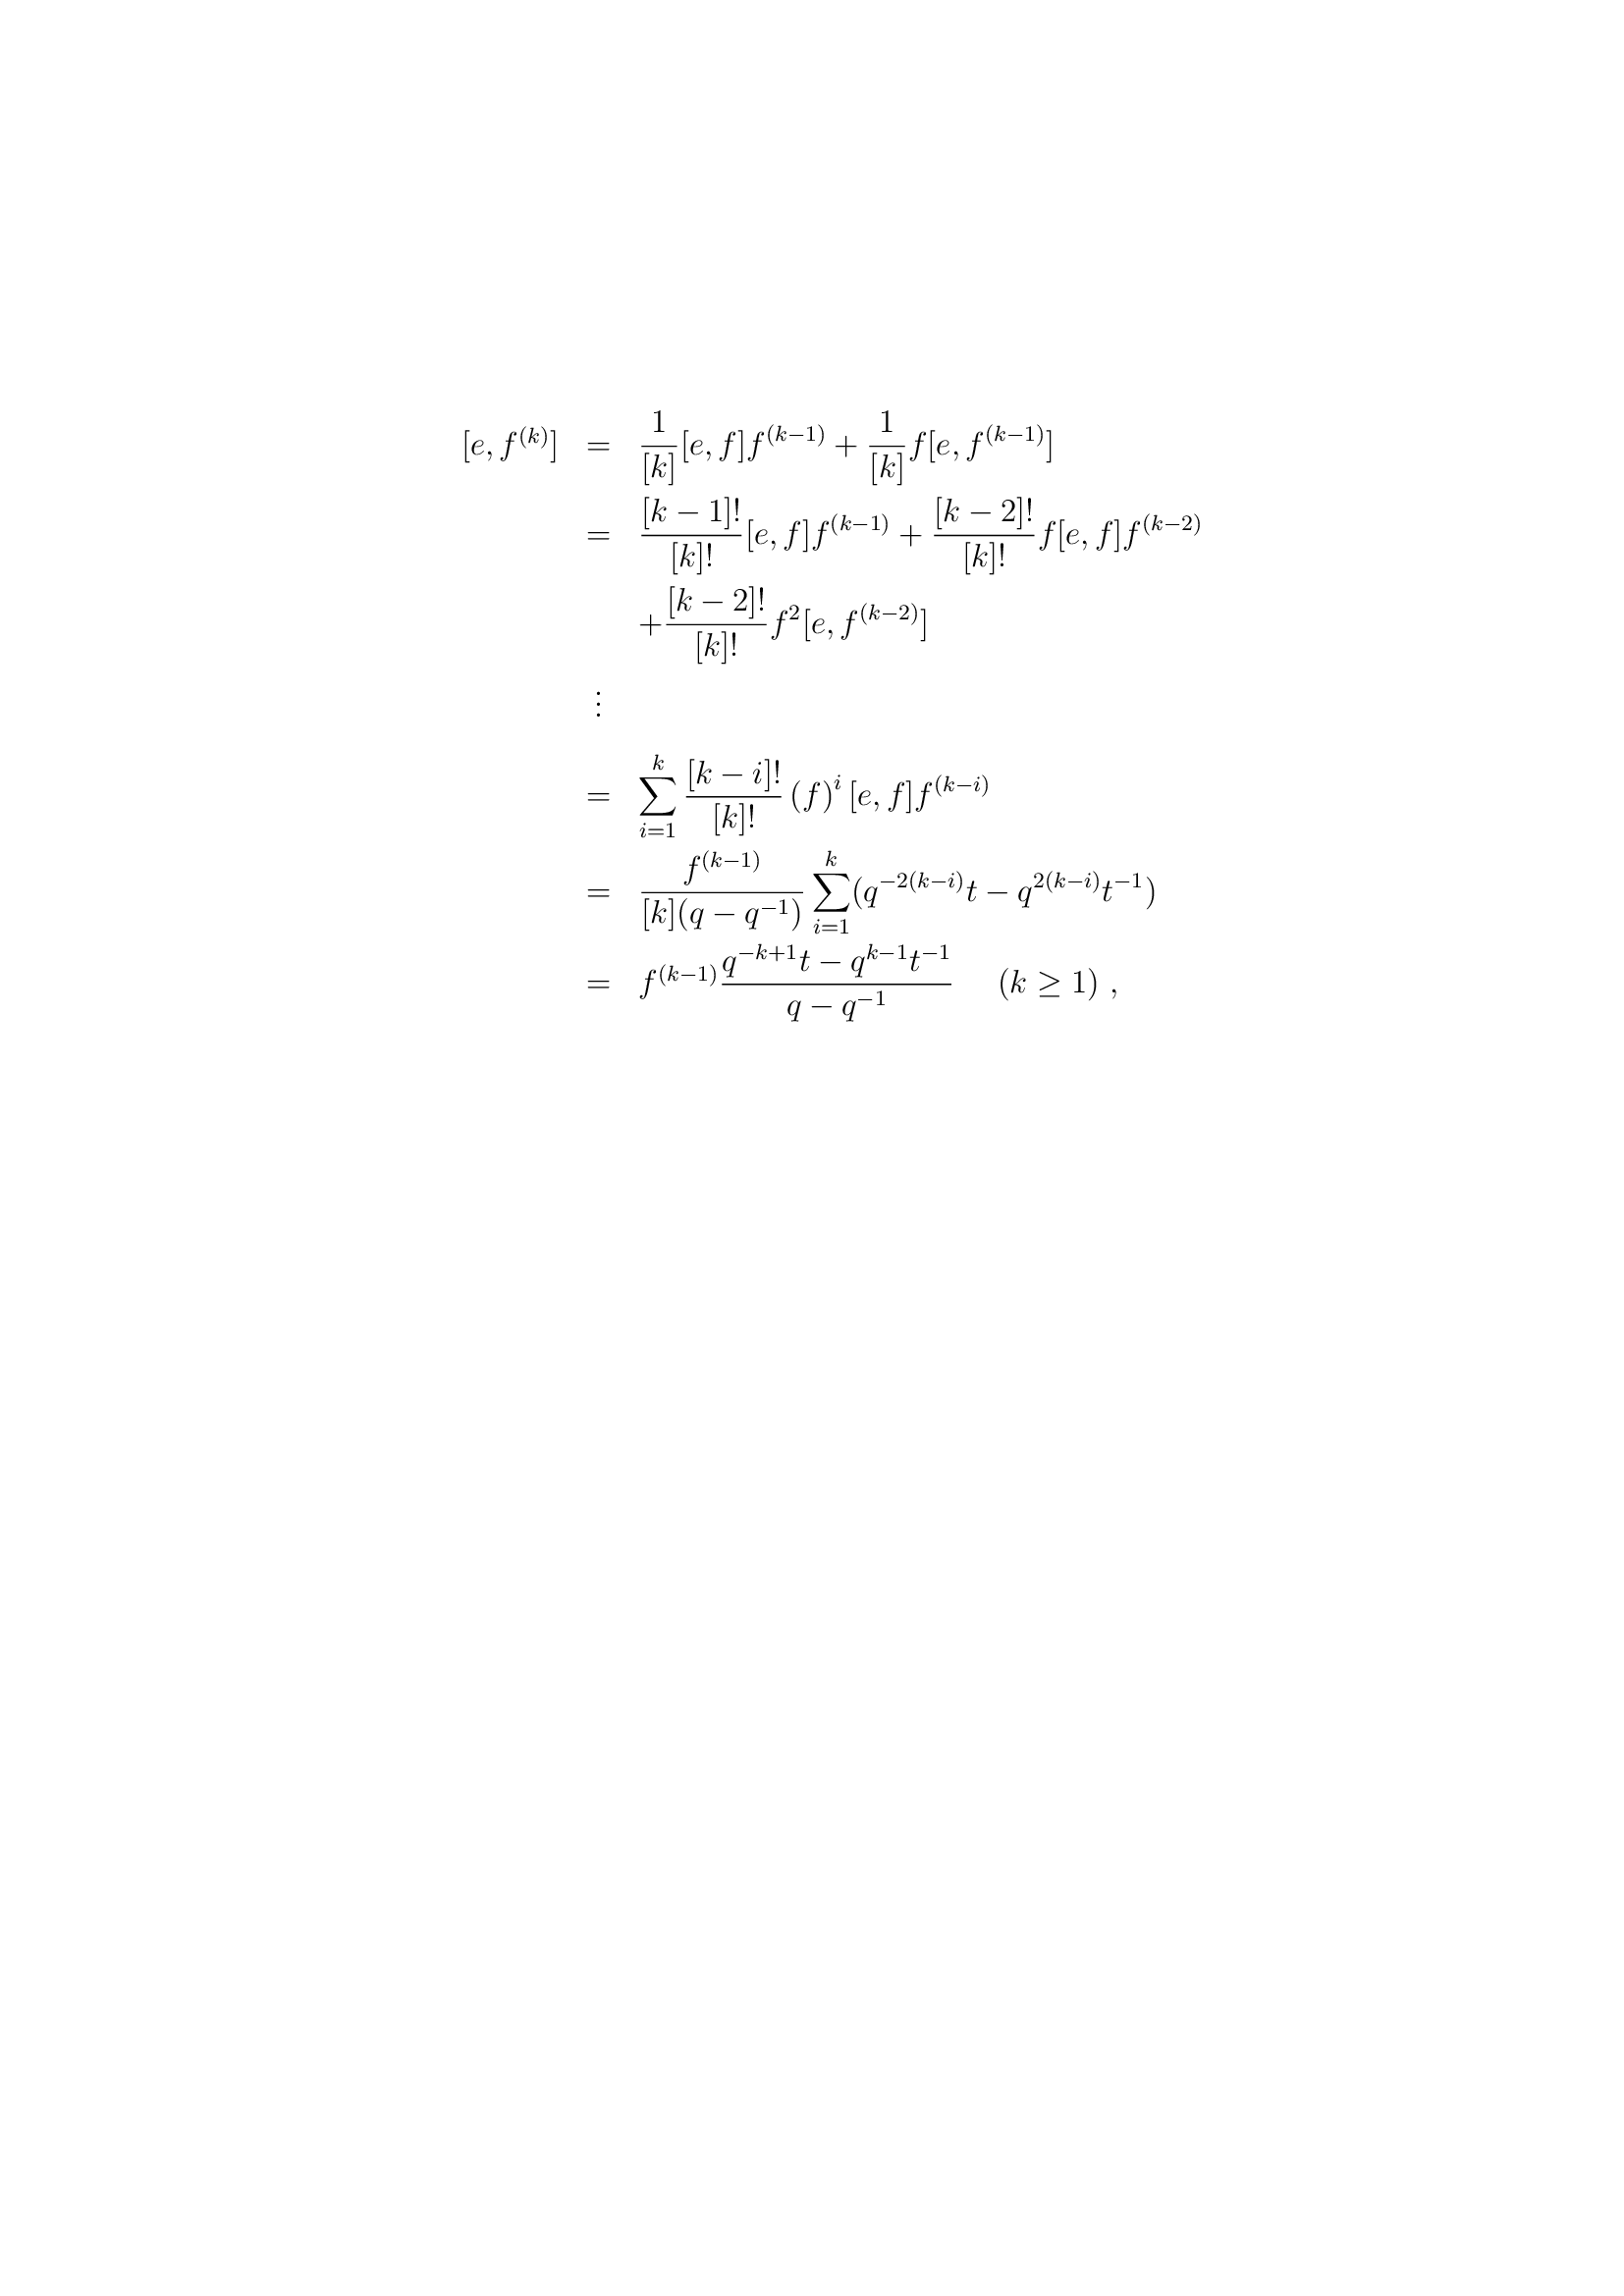 $[e, f^{(k)}] = \frac{1}{[k]}[e, f]f^{(k-1)} + \frac{1}{[k]}f[e, f^{(k-1)}]$
$= \frac{[k-1]!}{[k]!}[e, f]f^{(k-1)} + \frac{[k-2]!}{[k]!}f[e, f]f^{(k-2)}$
$+\frac{[k-2]!}{[k]!}f^2[e, f^{(k-2)}]$
$\vdots$
$= \sum_{i=1}^{k} \frac{[k-i]!}{[k]!} (f)^i [e, f]f^{(k-i)}$
$= \frac{f^{(k-1)}}{[k](q-q^{-1})} \sum_{i=1}^{k} (q^{-2(k-i)}t - q^{2(k-i)}t^{-1})$
$= f^{(k-1)} \frac{q^{-k+1}t - q^{k-1}t^{-1}}{q-q^{-1}} \quad (k \geq 1) \ ,$